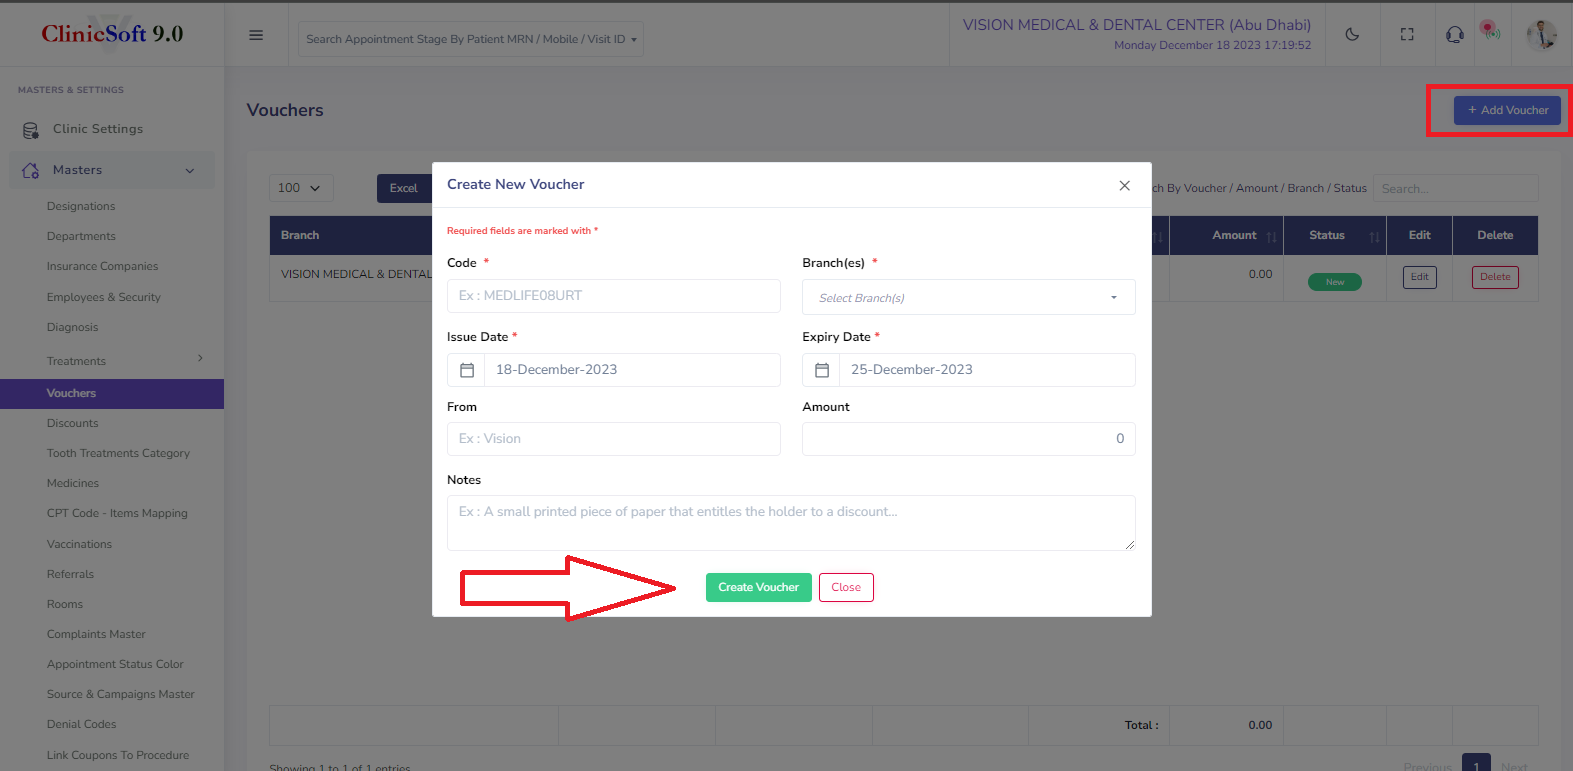 ClinicSoft 9.0
Search Appointment Stage By Patient MRN / Mobile / Visit ID
VISION MEDICAL & DENTAL CENTER (Abu Dhabi)
Monday December 18 2023 17:19:52
MASTERS & SETTINGS
Clinic Settings
Masters
Designations
Departments
Insurance Companies
Employees & Security
Diagnosis
Treatments
Vouchers
Discounts
Tooth Treatments Category
Medicines
CPT Code - Items Mapping
Vaccinations
Referrals
Rooms
Complaints Master
Appointment Status Color
Source & Campaigns Master
Denial Codes
Link Coupons To Procedure
Vouchers
+ Add Voucher
100
Excel
ch By Voucher / Amount / Branch / Status
Search...
Branch Amount Status Edit Delete
VISION MEDICAL & DENTAL 0.00 New Edit Delete
Create New Voucher
Required fields are marked with *
Code * Branch(es) *
Ex : MEDLIFE08URT Select Branch(s)
Issue Date * Expiry Date *
18-December-2023 25-December-2023
From Amount
Ex : Vision 0
Notes
Ex : A small printed piece of paper that entitles the holder to a discount...
Create Voucher Close
Total : 0.00
Showing 1 to 1 of 1 entries
Previous 1 Next